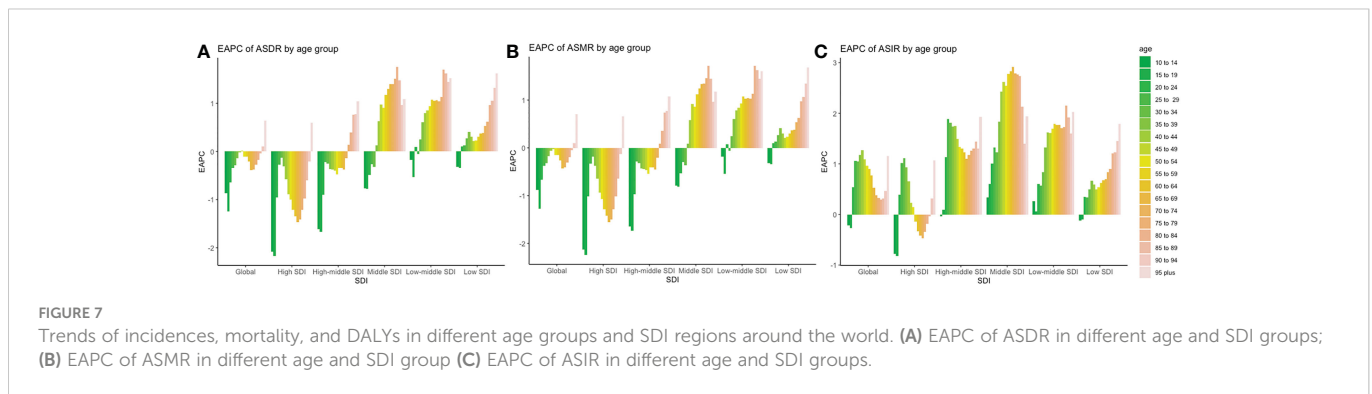 A
EAPC of ASDR by age group
EAPC
1
0
-1
-2
Global
High SDI
High-middle SDI
Middle SDI
Low-middle SDI
Low SDI
SDI
B
EAPC of ASMR by age group
EAPC
1
0
-1
-2
Global
High SDI
High-middle SDI
Middle SDI
Low-middle SDI
Low SDI
SDI
C
EAPC of ASIR by age group
EAPC
3
2
1
0
-1
Global
High SDI
High-middle SDI
Middle SDI
Low-middle SDI
Low SDI
SDI
age
10 to 14
15 to 19
20 to 24
25 to 29
30 to 34
35 to 39
40 to 44
45 to 49
50 to 54
55 to 59
60 to 64
65 to 69
70 to 74
75 to 79
80 to 84
85 to 89
90 to 94
95 plus
FIGURE 7
Trends of incidences, mortality, and DALYs in different age groups and SDI regions around the world. (A) EAPC of ASDR in different age and SDI groups;
(B) EAPC of ASMR in different age and SDI group (C) EAPC of ASIR in different age and SDI groups.